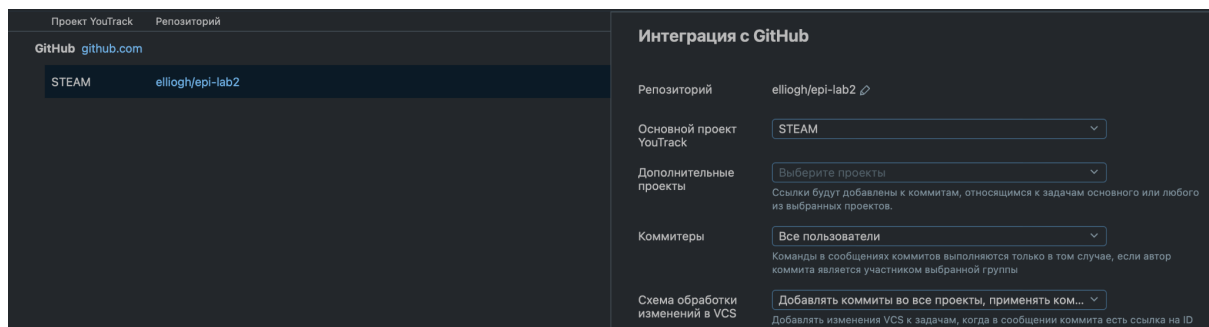 Проект YouTrack Репозиторий
GitHub github.com
STEAM elliogh/epi-lab2
Интеграция с GitHub
Репозиторий elliogh/epi-lab2
Основной проект YouTrack STEAM
Дополнительные проекты Выберите проекты
Ссылки будут добавлены к коммитам, относящимся к задачам основного или любого
из выбранных проектов.
Коммитеры Все пользователи
Команды в сообщениях коммитов выполняются только в том случае, если автор
коммита является участником выбранной группы
Схема обработки изменений в VCS Добавлять коммиты во все проекты, применять ком...
Добавлять изменения VCS к задачам, когда в сообщении коммита есть ссылка на ID